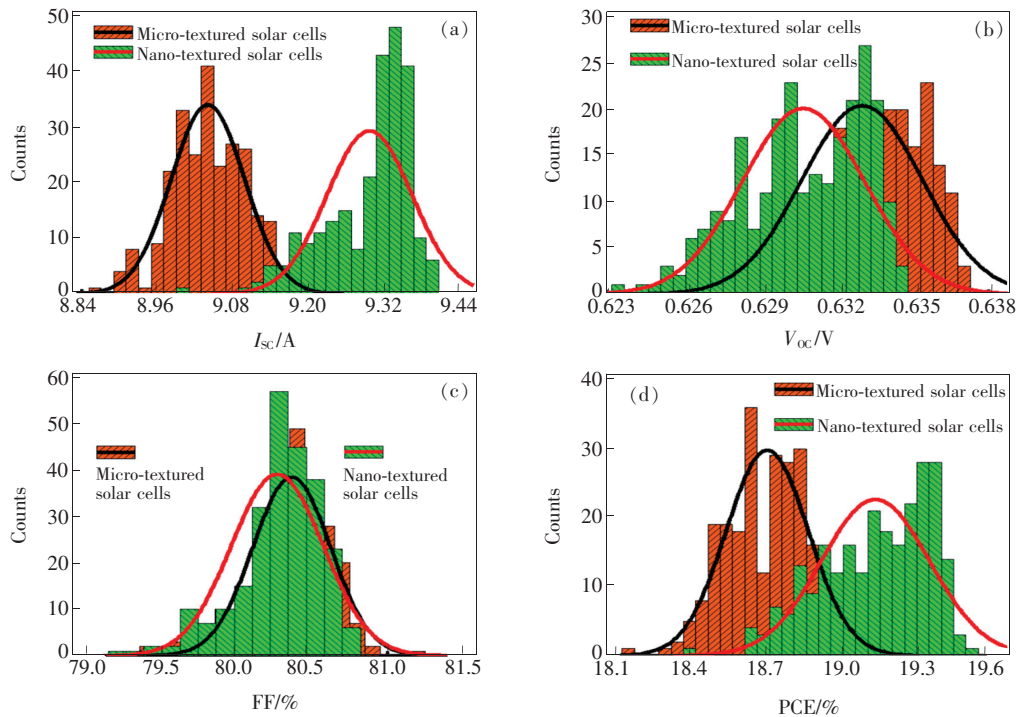 50
40
30
20
10
0
Counts
(a)
Micro-textured solar cells
Nano-textured solar cells
8.84
8.96
9.08
9.20
9.32
9.44
I_SC/A
30
25
20
15
10
5
0
Counts
(b)
Micro-textured solar cells
Nano-textured solar cells
0.623
0.626
0.629
0.632
0.635
0.638
V_OC/V
60
50
40
30
20
10
0
Counts
(c)
Micro-textured
solar cells
Nano-textured
solar cells
79.0
79.5
80.0
80.5
81.0
81.5
FF/%
40
30
20
10
0
Counts
(d)
Micro-textured solar cells
Nano-textured solar cells
18.1
18.4
18.7
19.0
19.3
19.6
PCE/%